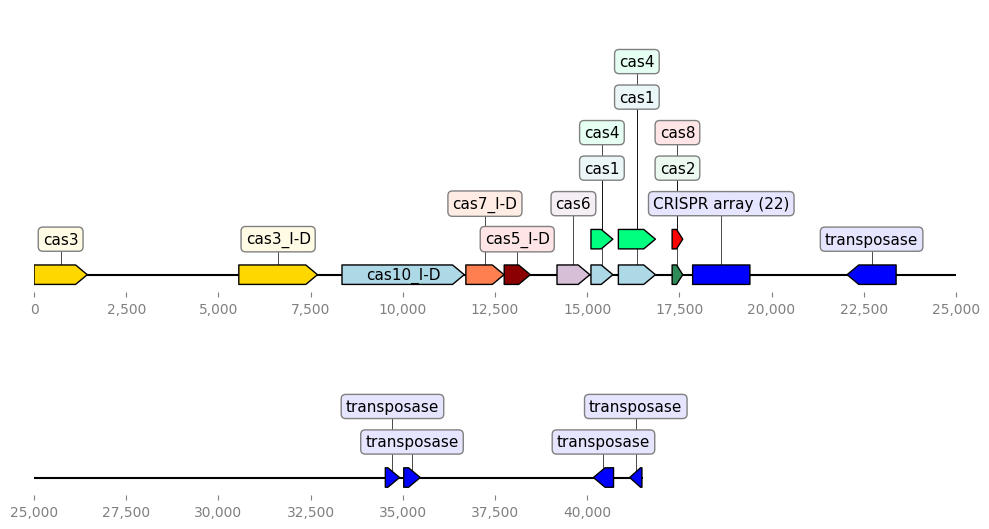 cas4
cas1
cas4
cas8
cas1
cas2
cas7_I-D
cas6
CRISPR array (22)
cas3
cas3_I-D
cas5_I-D
transposase
cas10_I-D
0
2,500
5,000
7,500
10,000
12,500
15,000
17,500
20,000
22,500
25,000
transposase
transposase
transposase
transposase
25,000
27,500
30,000
32,500
35,000
37,500
40,000